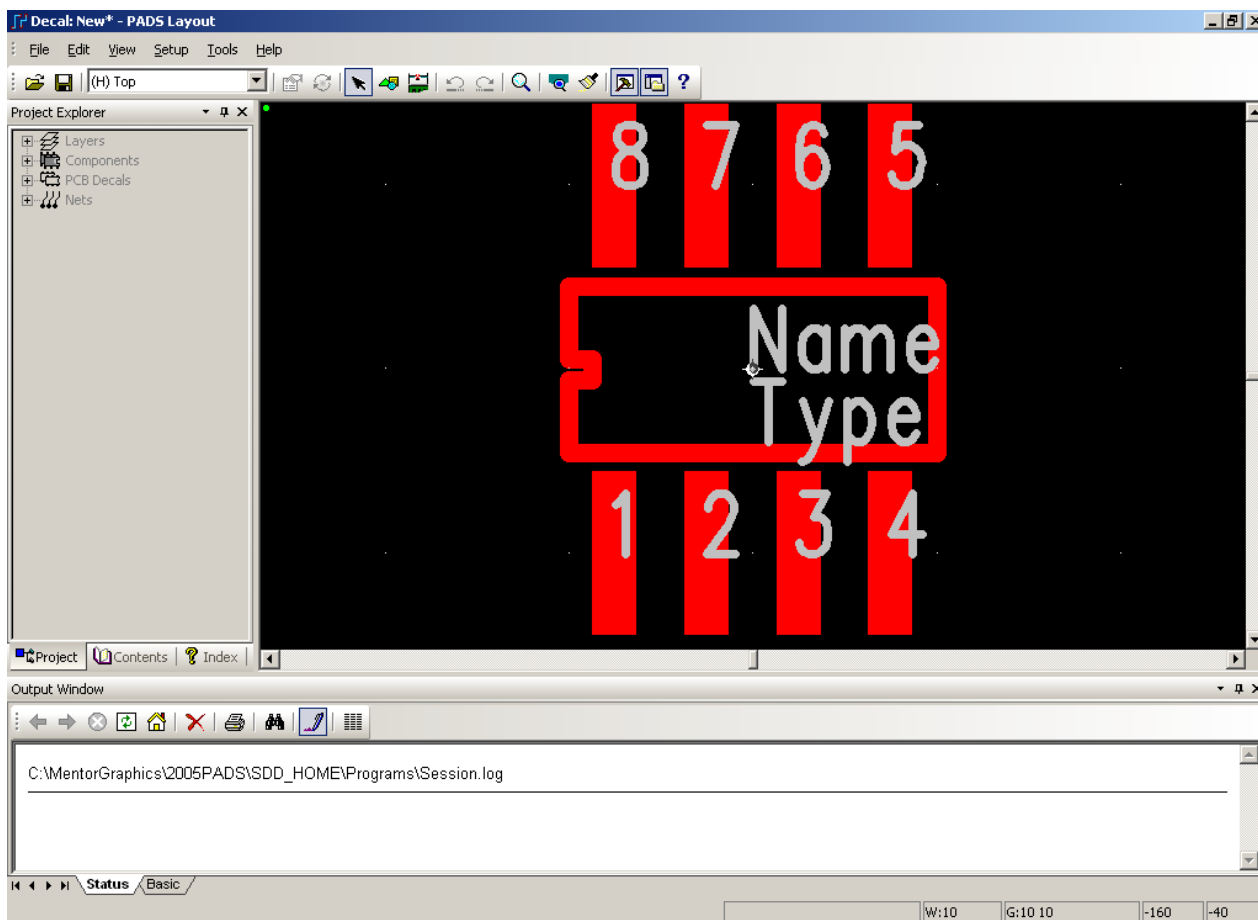 Decal: New* - PADS Layout
File Edit View Setup Tools Help
(H) Top
Project Explorer
Layers
Components
PCB Decals
Nets
8 7 6 5
Name
Type
1 2 3 4
Project Contents Index
Output Window
C:\MentorGraphics\2005PADS\SDD_HOME\Programs\Session.log
Status Basic
W:10 G:10 10 -160 -40